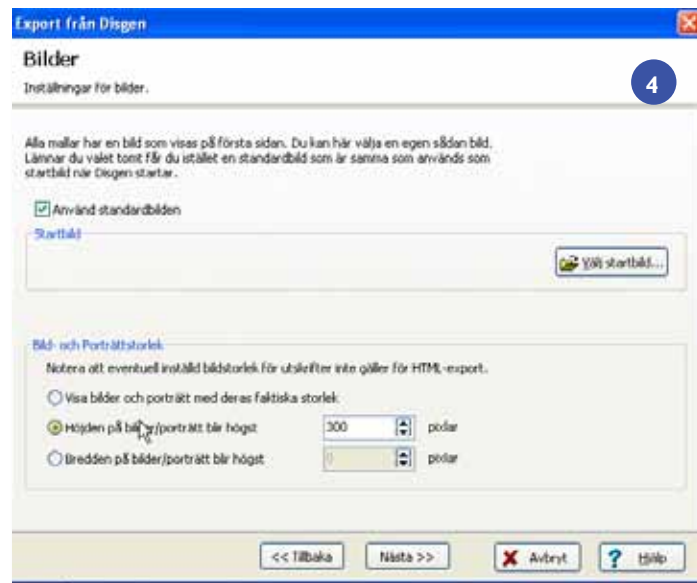 Export från Disgen
Bilder
Inställningar för bilder.
4
Alla mallar har en bild som visas på första sidan. Du kan här välja en egen sådan bild.
Lämnar du valet tomt får du istället en standardbild som är samma som används som
startbild när Disgen startar.
Använd standardbilden
Startbild
Välj startbild...
Bild- och Porträttstorlek
Notera att eventuell inställd bildstorlek för utskrifter inte gäller för HTML-export.
Visa bilder och porträtt med deras faktiska storlek
Höjden på bilder/porträtt blir högst 300 pixlar
Bredden på bilder/porträtt blir högst 0 pixlar
<< Tillbaka Nästa >> Avbryt ? Hjälp